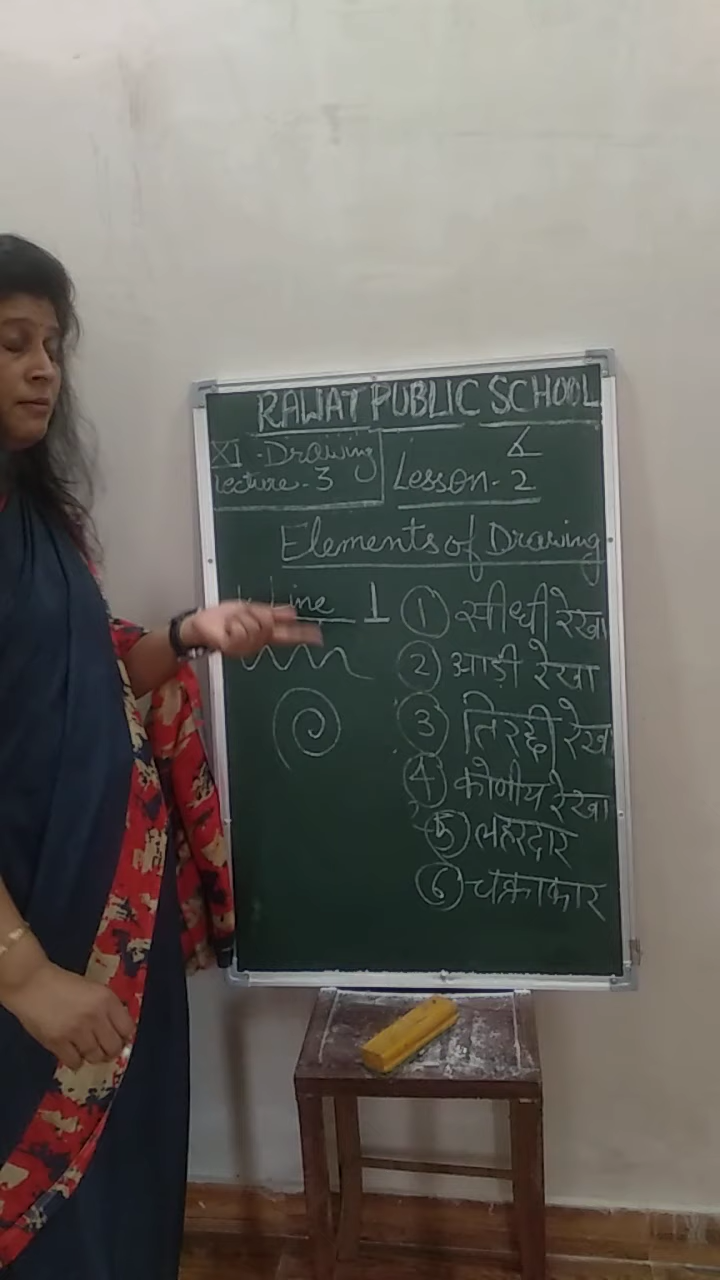 RAWAT PUBLIC SCHOOL
XI - Drawing
Lecture - 3
Lesson - 2
Elements of Drawing
Line
① सीधी रेखा
② आड़ी रेखा
③ तिरछी रेखा
④ कोणीय रेखा
⑤ लहरदार
⑥ चक्राकार